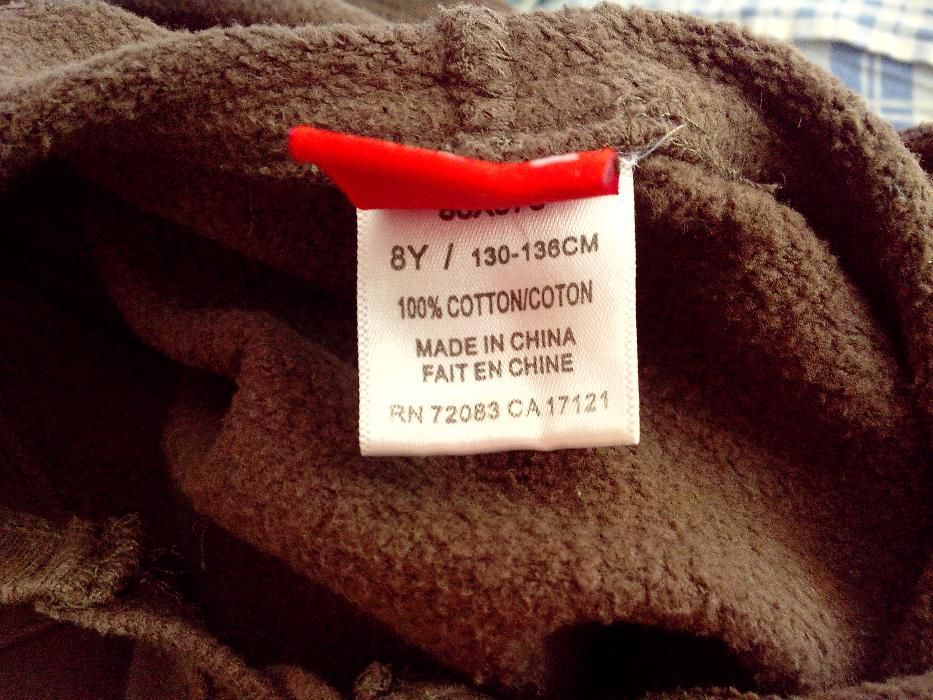 8Y / 130-136CM
100% COTTON/COTON
MADE IN CHINA
FAIT EN CHINE
RN 72083 CA 17121